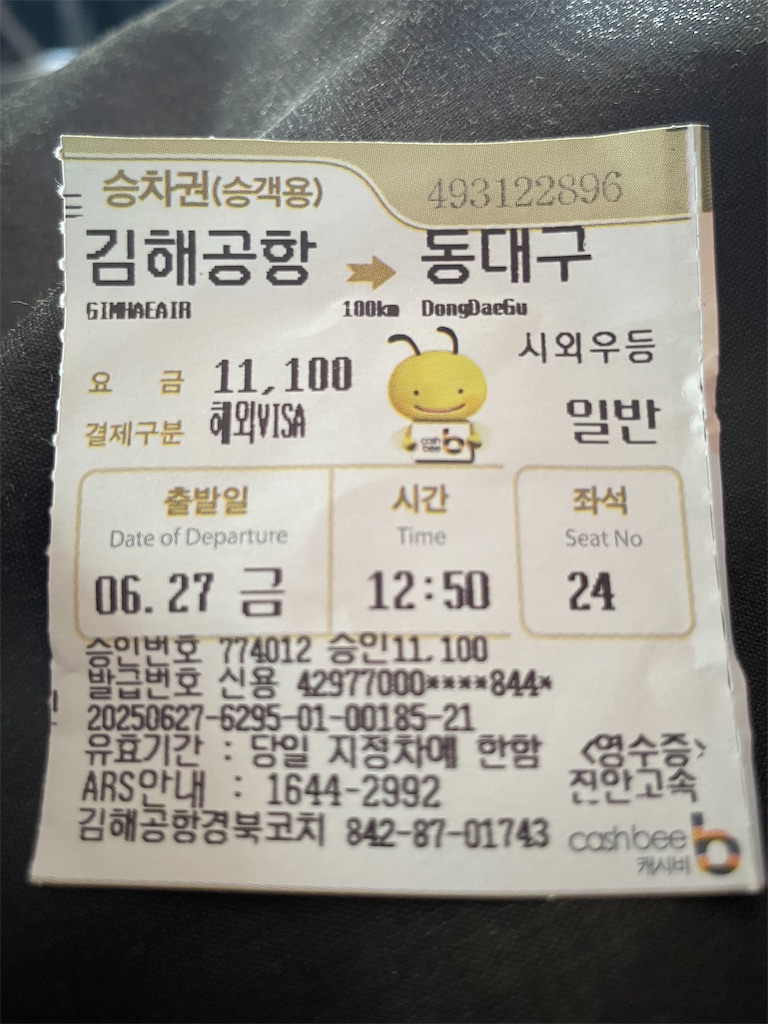 승차권(승객용) 493122896
김해공항 동대구
GIMHAEAIR 100km DongDaeGu
시외우등
요 금 11,100
일반
결제구분 해외VISA
cash bee b
출발일 시간 좌석
Date of Departure Time Seat No
06.27 금 12:50 24
승인번호 774012 승인11.100
발급번호 신용 42977000****844*
20250627-6295-01-00185-21
유효기간 : 당일 지정차에 한함 <영수증>
ARS안내 : 1644-2992 진안고속
김해공항경북코치 842-87-01743 cashbee b
캐시비